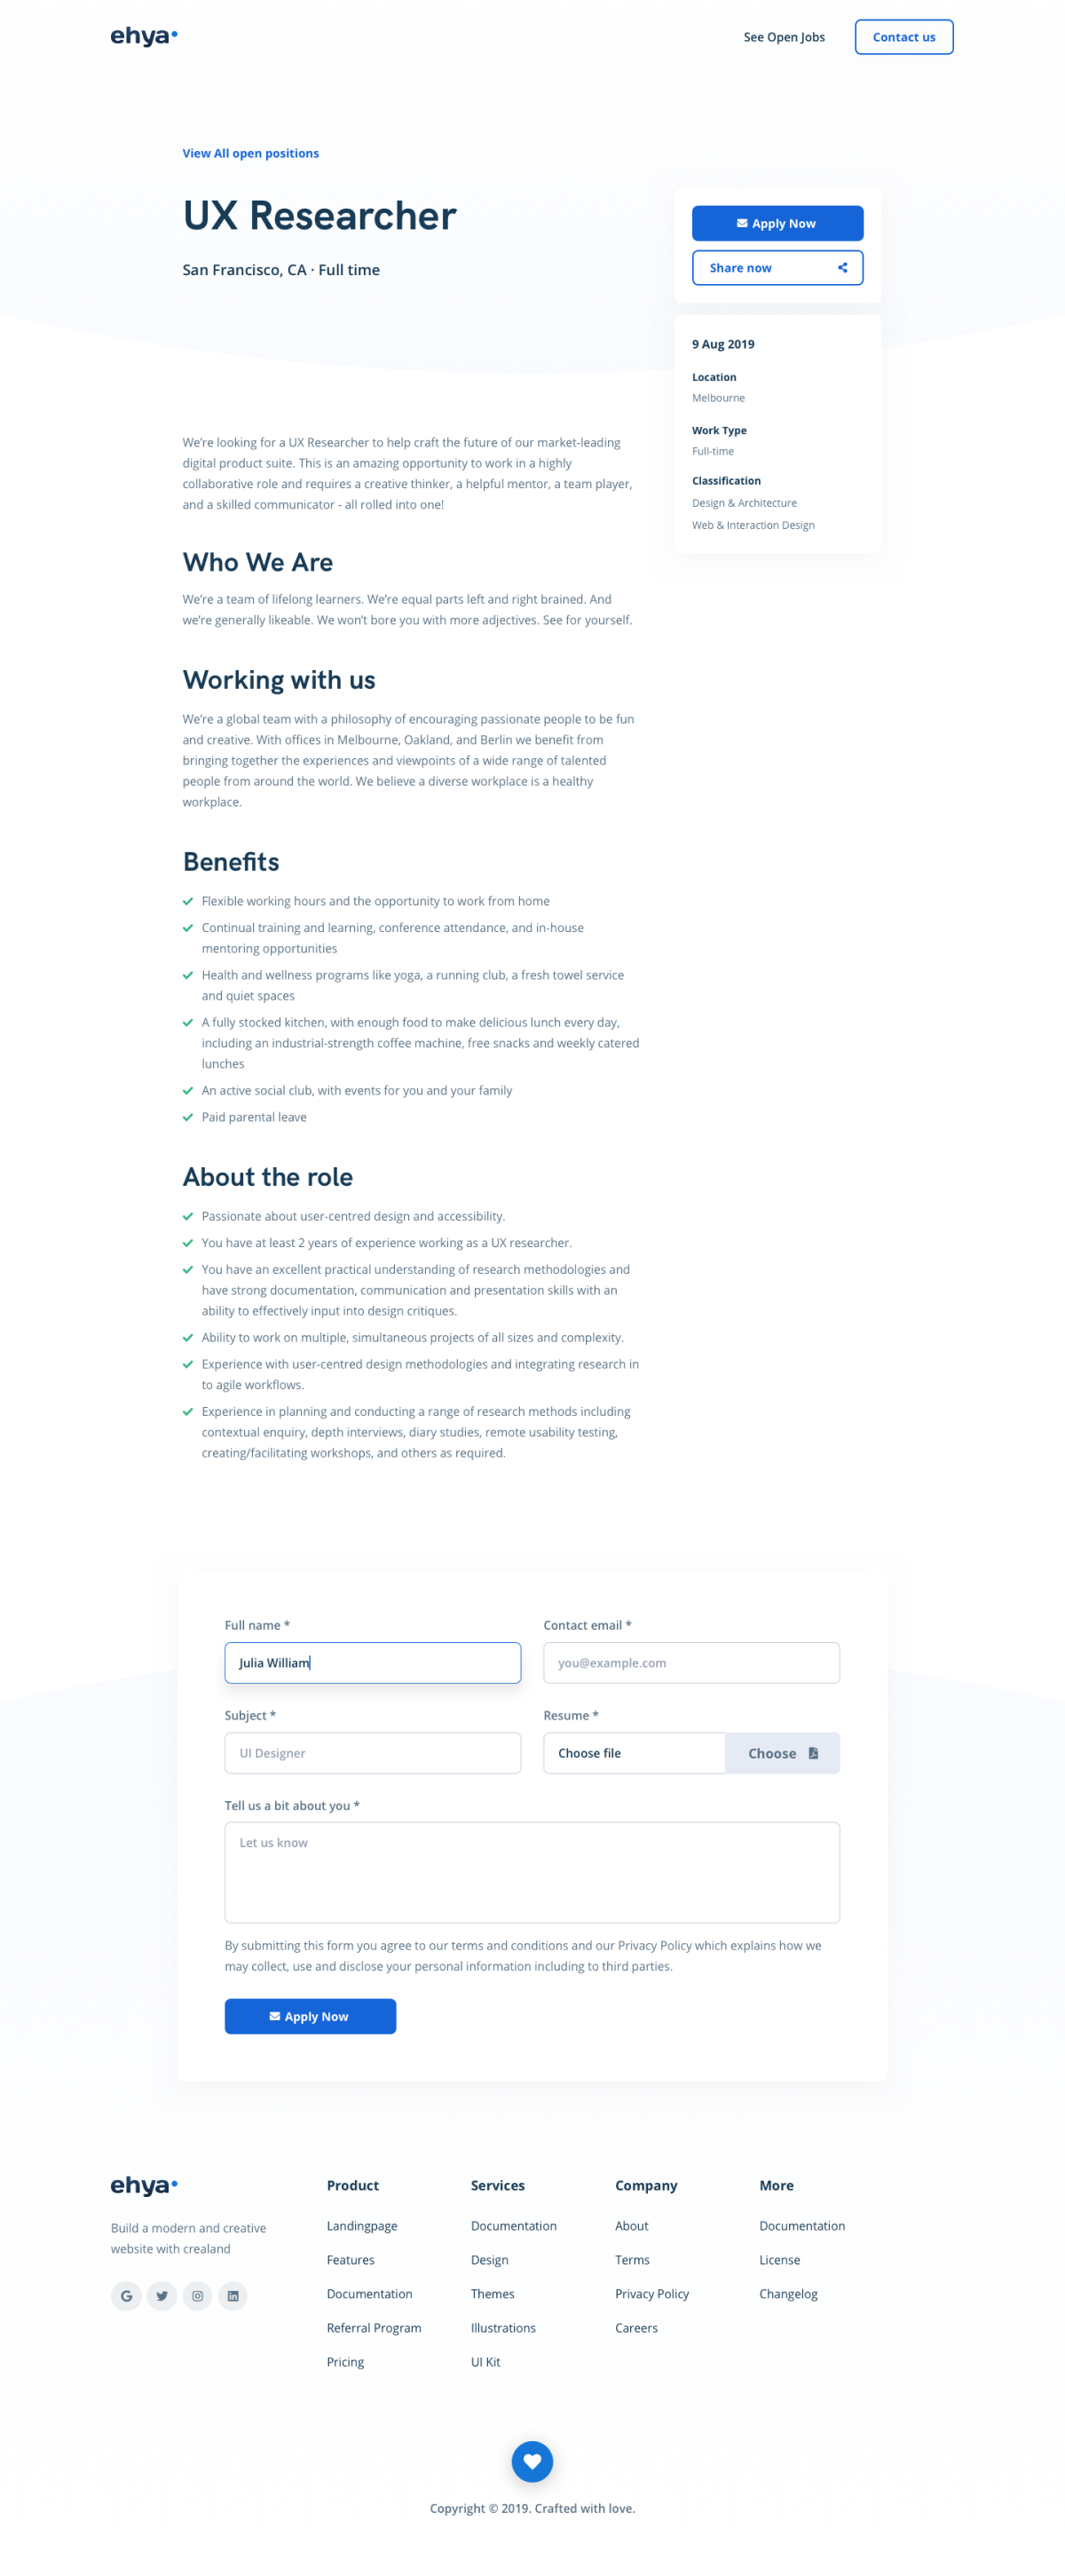 ehya
See Open Jobs
Contact us
View All open positions
UX Researcher
San Francisco, CA · Full time
Apply Now
Share now
9 Aug 2019
Location
Melbourne
Work Type
Full-time
Classification
Design & Architecture
Web & Interaction Design
We’re looking for a UX Researcher to help craft the future of our market-leading
digital product suite. This is an amazing opportunity to work in a highly
collaborative role and requires a creative thinker, a helpful mentor, a team player,
and a skilled communicator - all rolled into one!
Who We Are
We’re a team of lifelong learners. We’re equal parts left and right brained. And
we’re generally likeable. We won’t bore you with more adjectives. See for yourself.
Working with us
We’re a global team with a philosophy of encouraging passionate people to be fun
and creative. With offices in Melbourne, Oakland, and Berlin we benefit from
bringing together the experiences and viewpoints of a wide range of talented
people from around the world. We believe a diverse workplace is a healthy
workplace.
Benefits
Flexible working hours and the opportunity to work from home
Continual training and learning, conference attendance, and in-house
mentoring opportunities
Health and wellness programs like yoga, a running club, a fresh towel service
and quiet spaces
A fully stocked kitchen, with enough food to make delicious lunch every day,
including an industrial-strength coffee machine, free snacks and weekly catered
lunches
An active social club, with events for you and your family
Paid parental leave
About the role
Passionate about user-centred design and accessibility.
You have at least 2 years of experience working as a UX researcher.
You have an excellent practical understanding of research methodologies and
have strong documentation, communication and presentation skills with an
ability to effectively input into design critiques.
Ability to work on multiple, simultaneous projects of all sizes and complexity.
Experience with user-centred design methodologies and integrating research in
to agile workflows.
Experience in planning and conducting a range of research methods including
contextual enquiry, depth interviews, diary studies, remote usability testing,
creating/facilitating workshops, and others as required.
Full name *
Contact email *
Julia William
you@example.com
Subject *
Resume *
UI Designer
Choose file
Choose
Tell us a bit about you *
Let us know
By submitting this form you agree to our terms and conditions and our Privacy Policy which explains how we
may collect, use and disclose your personal information including to third parties.
Apply Now
ehya
Build a modern and creative
website with crealand
Product
Landingpage
Features
Documentation
Referral Program
Pricing
Services
Documentation
Design
Themes
Illustrations
UI Kit
Company
About
Terms
Privacy Policy
Careers
More
Documentation
License
Changelog
Copyright © 2019. Crafted with love.